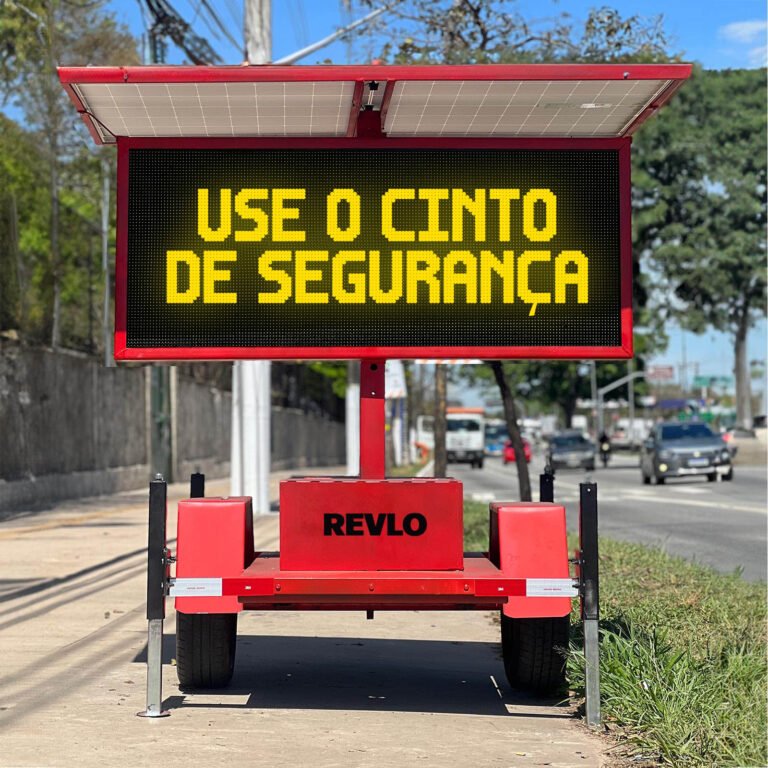 USE O CINTO
DE SEGURANÇA
REVLO